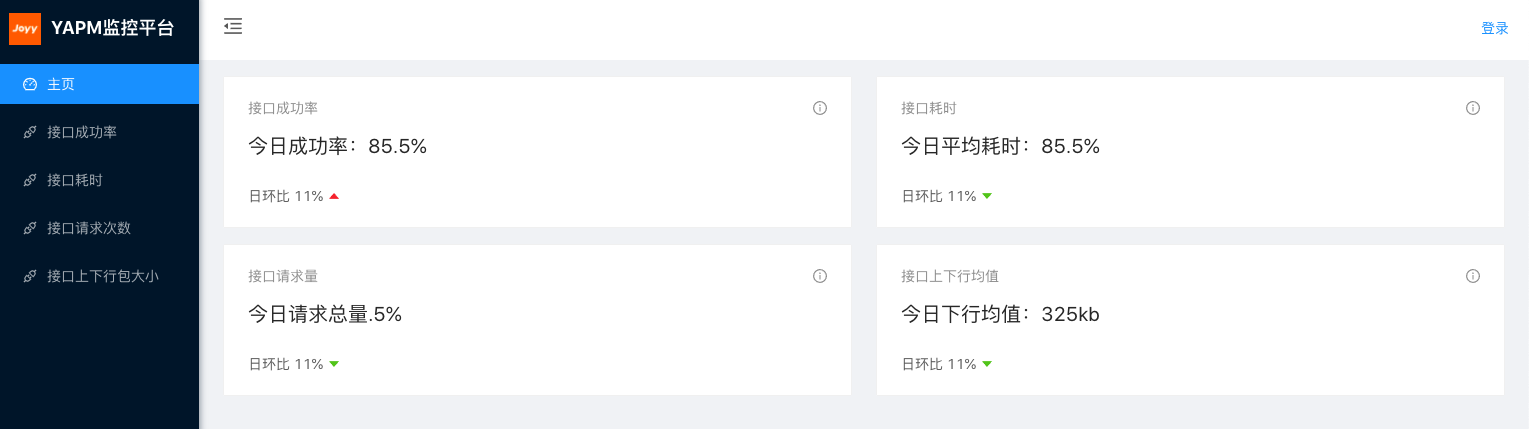 Joyy YAPM监控平台
登录
主页
接口成功率
接口耗时
接口请求次数
接口上下行包大小
接口成功率
今日成功率：85.5%
日环比 11%
接口耗时
今日平均耗时：85.5%
日环比 11%
接口请求量
今日请求总量.5%
日环比 11%
接口上下行均值
今日下行均值：325kb
日环比 11%